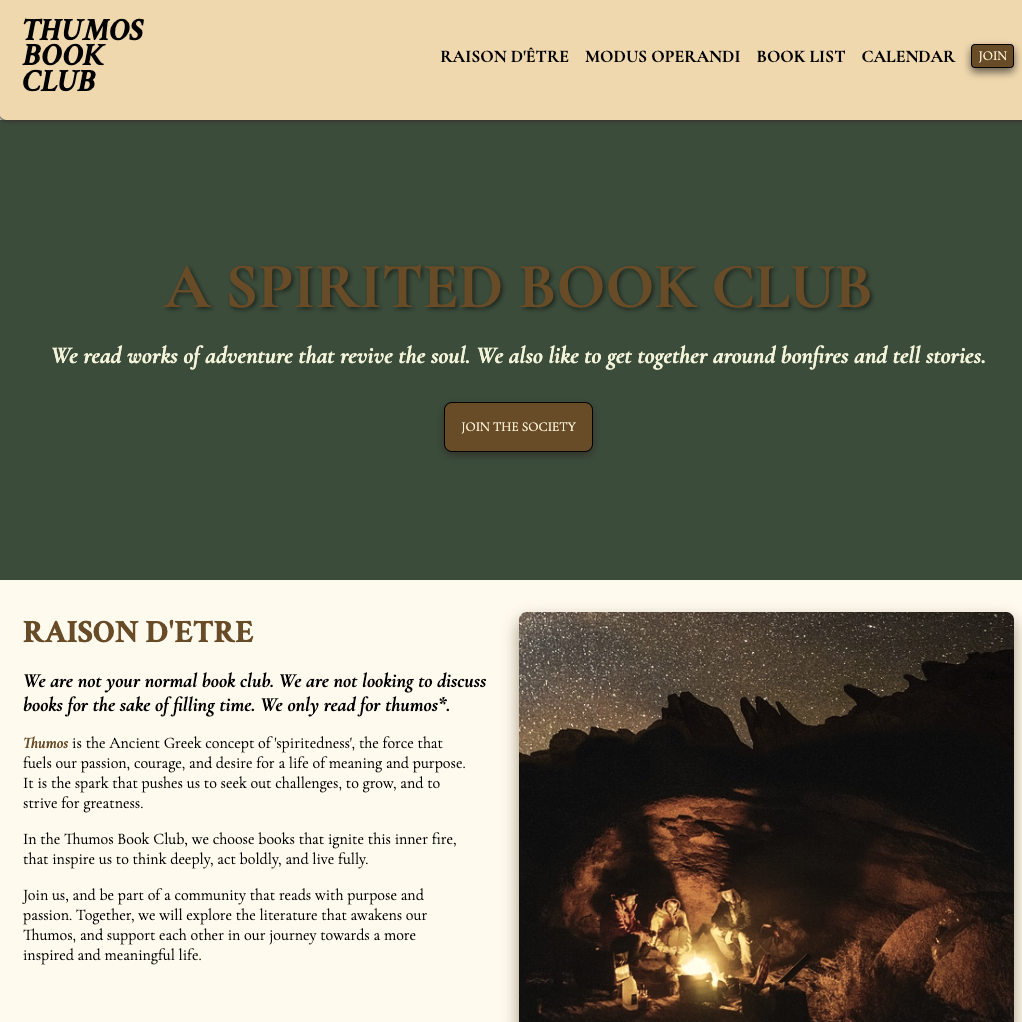 THUMOS
BOOK
CLUB
RAISON D'ÊTRE MODUS OPERANDI BOOK LIST CALENDAR JOIN
A SPIRITED BOOK CLUB
We read works of adventure that revive the soul. We also like to get together around bonfires and tell stories.
JOIN THE SOCIETY
RAISON D'ETRE
We are not your normal book club. We are not looking to discuss
books for the sake of filling time. We only read for thumos*.
Thumos is the Ancient Greek concept of 'spiritedness', the force that
fuels our passion, courage, and desire for a life of meaning and purpose.
It is the spark that pushes us to seek out challenges, to grow, and to
strive for greatness.
In the Thumos Book Club, we choose books that ignite this inner fire,
that inspire us to think deeply, act boldly, and live fully.
Join us, and be part of a community that reads with purpose and
passion. Together, we will explore the literature that awakens our
Thumos, and support each other in our journey towards a more
inspired and meaningful life.